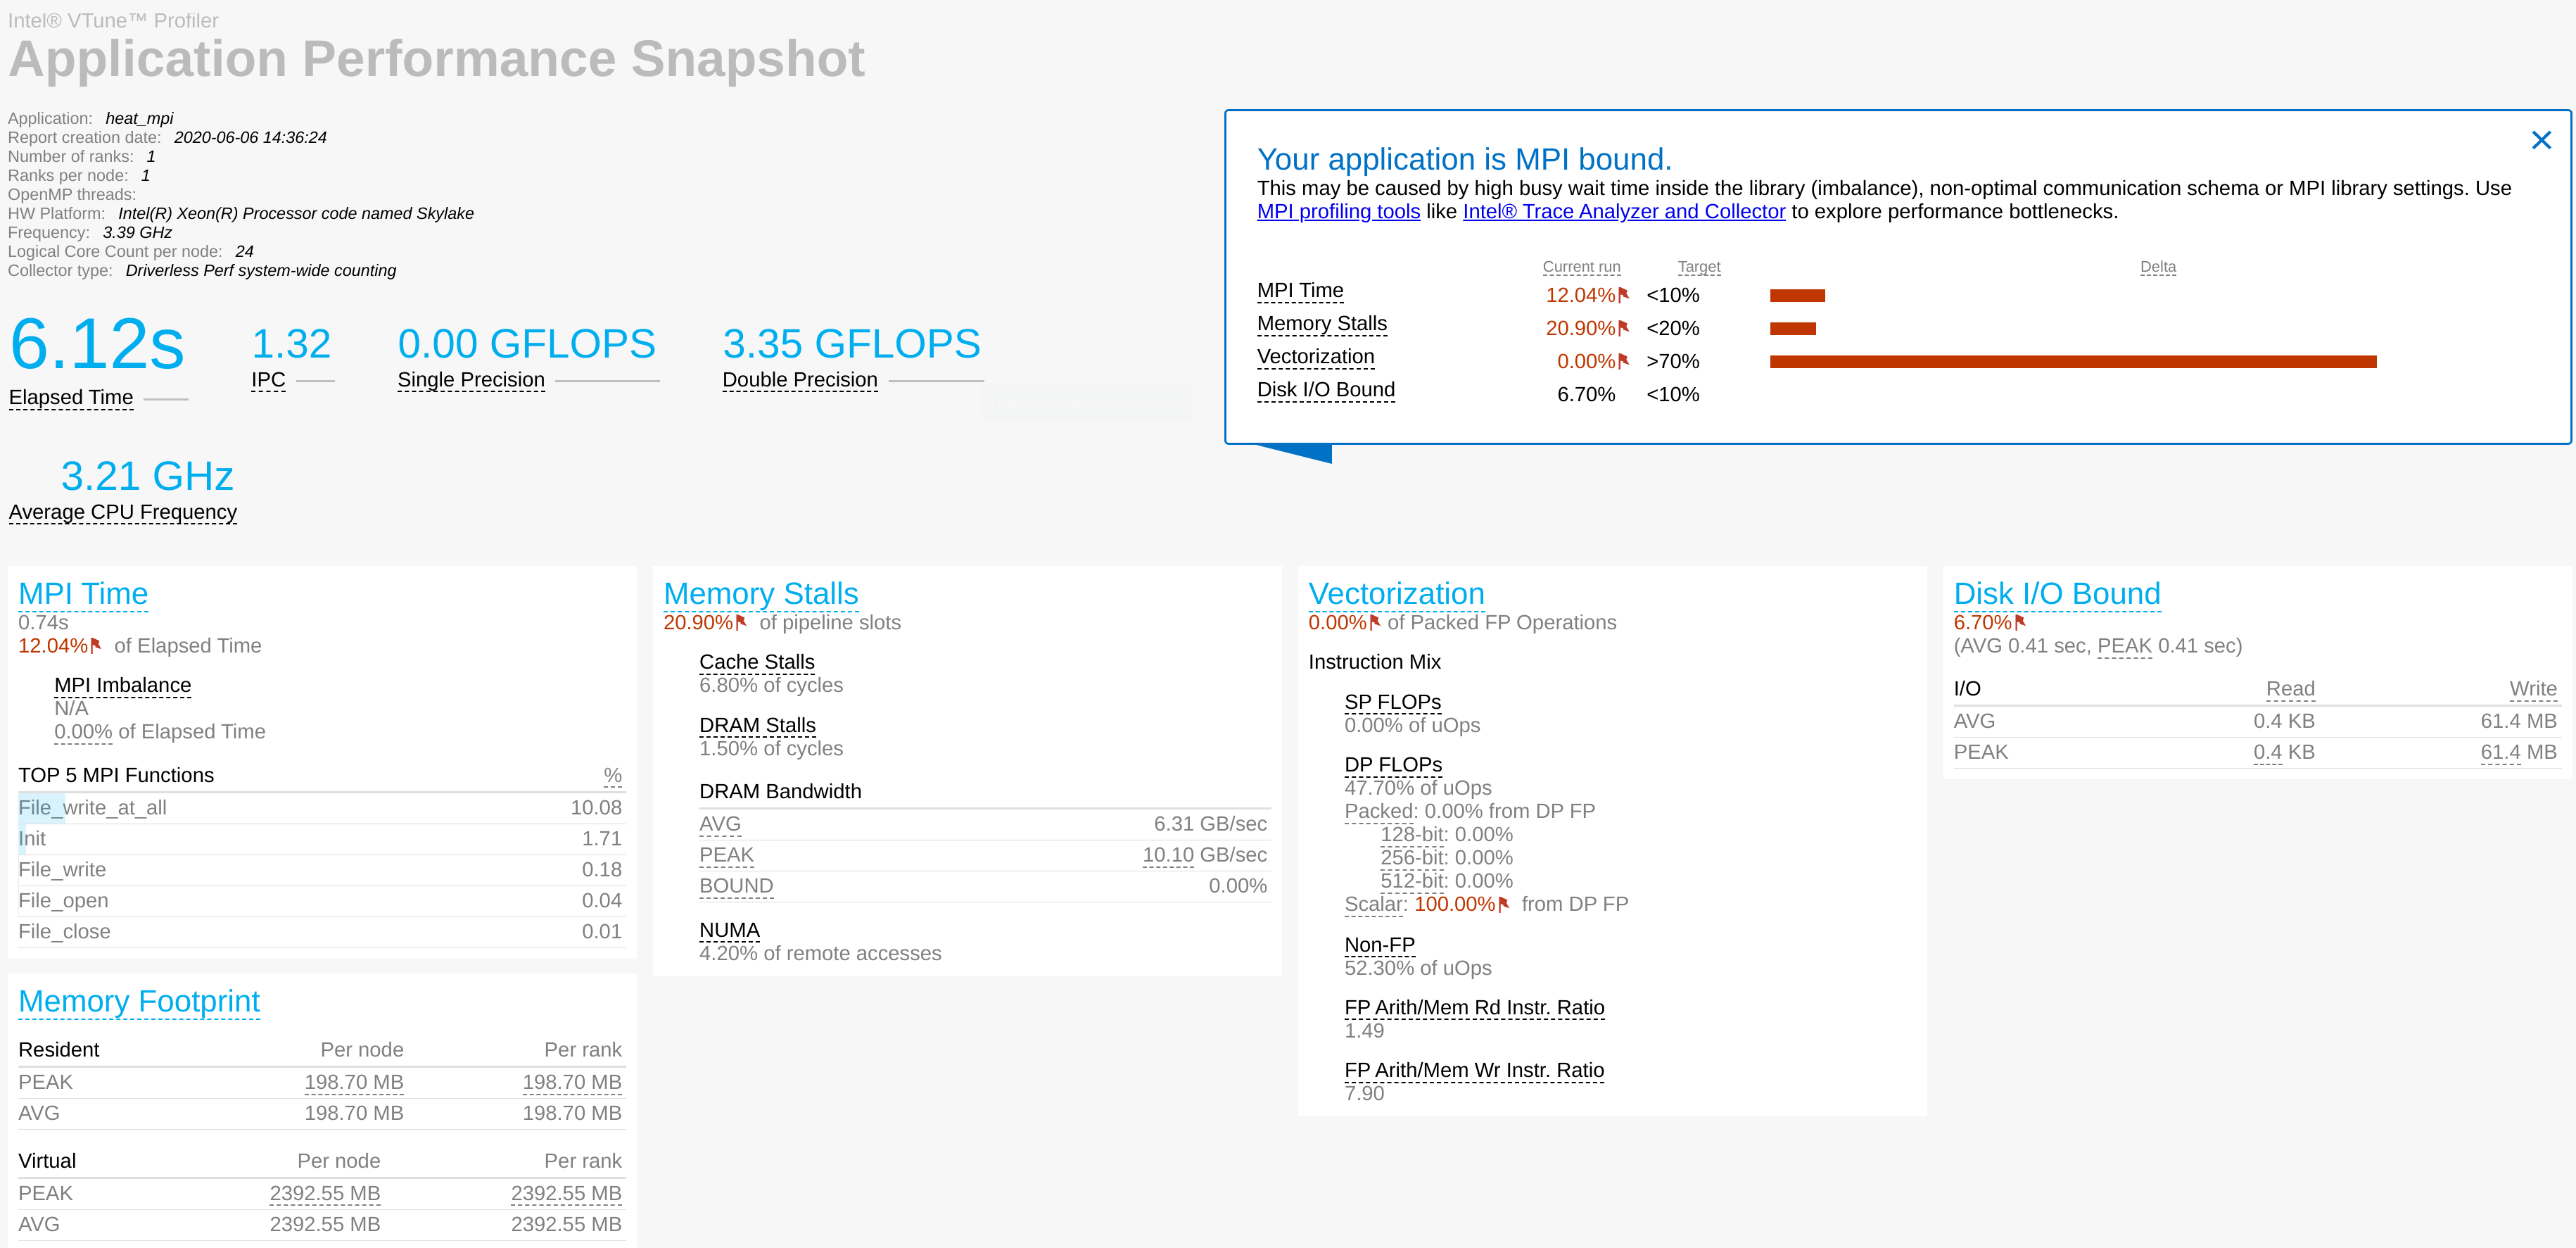 Intel® VTune™ Profiler
Application Performance Snapshot
Application: heat_mpi
Report creation date: 2020-06-06 14:36:24
Number of ranks: 1
Ranks per node: 1
OpenMP threads:
HW Platform: Intel(R) Xeon(R) Processor code named Skylake
Frequency: 3.39 GHz
Logical Core Count per node: 24
Collector type: Driverless Perf system-wide counting
6.12s
Elapsed Time
1.32
IPC
0.00 GFLOPS
Single Precision
3.35 GFLOPS
Double Precision
3.21 GHz
Average CPU Frequency
Your application is MPI bound.
This may be caused by high busy wait time inside the library (imbalance), non-optimal communication schema or MPI library settings. Use
MPI profiling tools like Intel® Trace Analyzer and Collector to explore performance bottlenecks.
Current run Target Delta
MPI Time 12.04% <10%
Memory Stalls 20.90% <20%
Vectorization 0.00% >70%
Disk I/O Bound 6.70% <10%
MPI Time
0.74s
12.04% of Elapsed Time
MPI Imbalance
N/A
0.00% of Elapsed Time
TOP 5 MPI Functions %
File_write_at_all 10.08
Init 1.71
File_write 0.18
File_open 0.04
File_close 0.01
Memory Footprint
Resident Per node Per rank
PEAK 198.70 MB 198.70 MB
AVG 198.70 MB 198.70 MB
Virtual Per node Per rank
PEAK 2392.55 MB 2392.55 MB
AVG 2392.55 MB 2392.55 MB
Memory Stalls
20.90% of pipeline slots
Cache Stalls
6.80% of cycles
DRAM Stalls
1.50% of cycles
DRAM Bandwidth
AVG 6.31 GB/sec
PEAK 10.10 GB/sec
BOUND 0.00%
NUMA
4.20% of remote accesses
Vectorization
0.00% of Packed FP Operations
Instruction Mix
SP FLOPs
0.00% of uOps
DP FLOPs
47.70% of uOps
Packed: 0.00% from DP FP
128-bit: 0.00%
256-bit: 0.00%
512-bit: 0.00%
Scalar: 100.00% from DP FP
Non-FP
52.30% of uOps
FP Arith/Mem Rd Instr. Ratio
1.49
FP Arith/Mem Wr Instr. Ratio
7.90
Disk I/O Bound
6.70%
(AVG 0.41 sec, PEAK 0.41 sec)
I/O Read Write
AVG 0.4 KB 61.4 MB
PEAK 0.4 KB 61.4 MB